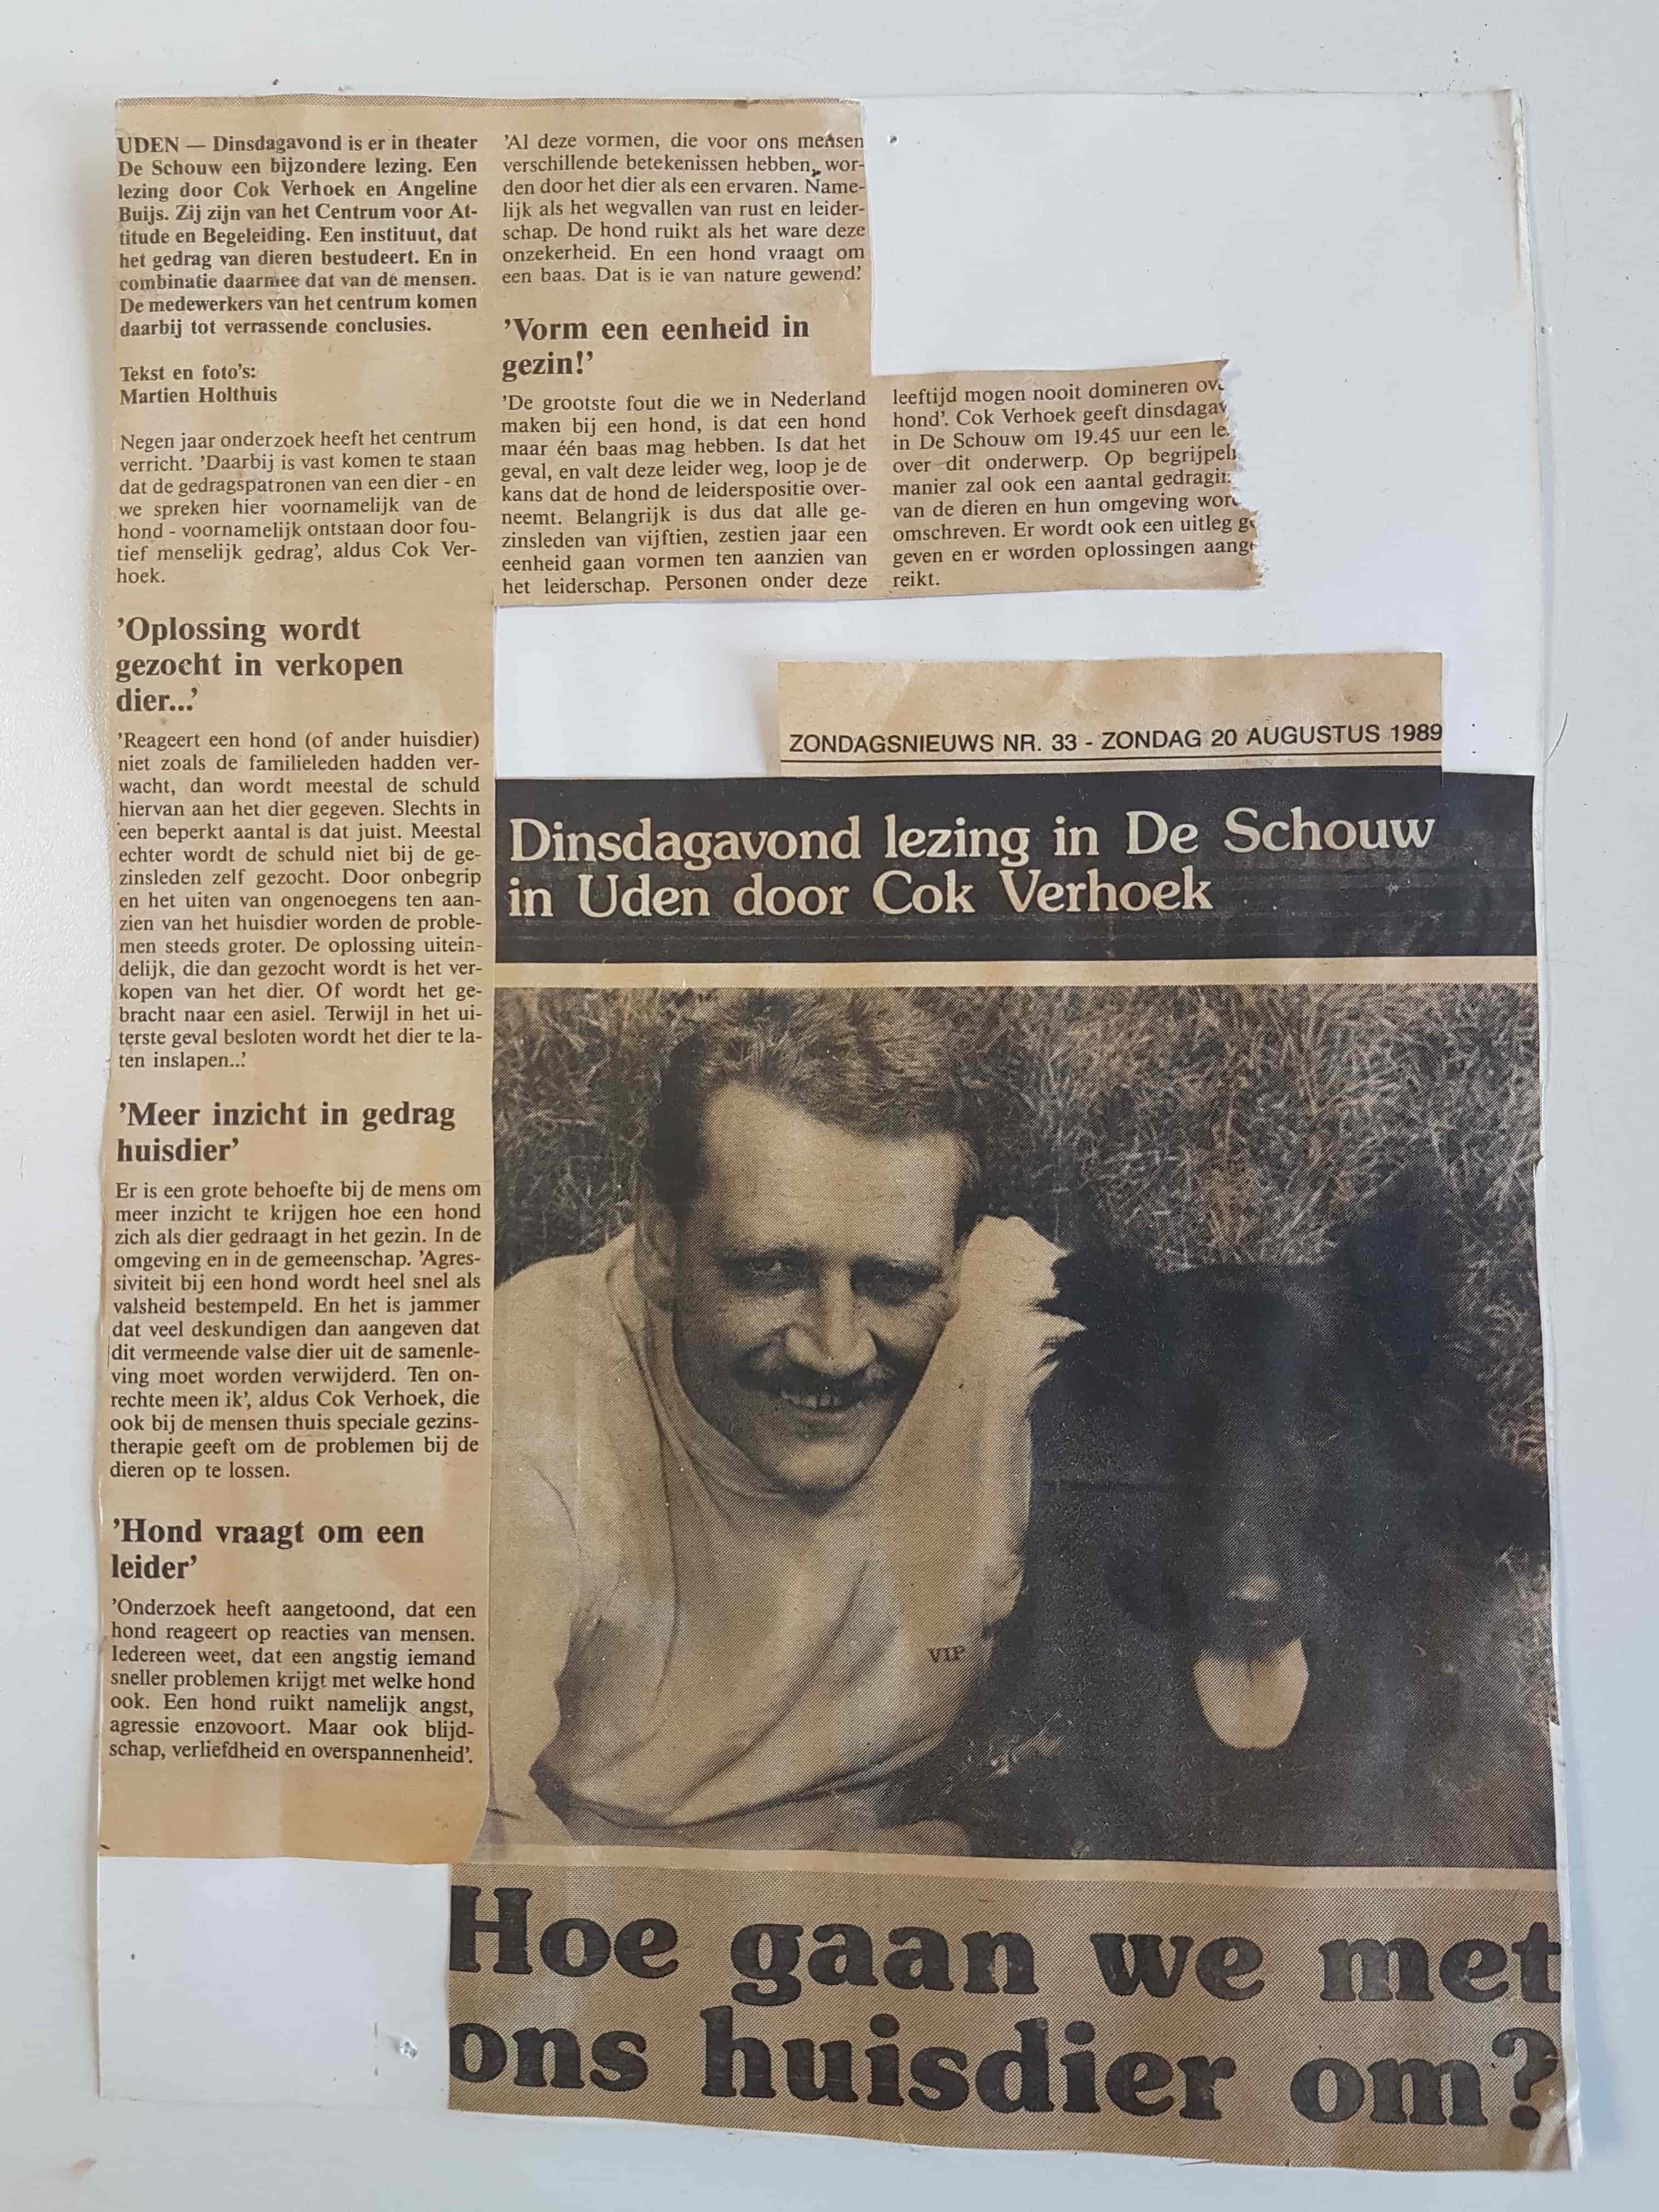 UDEN — Dinsdagavond is er in theater
De Schouw een bijzondere lezing. Een
lezing door Cok Verhoek en Angeline
Buijs. Zij zijn van het Centrum voor At-
titude en Begeleiding. Een instituut, dat
het gedrag van dieren bestudeert. En in
combinatie daarmee dat van de mensen.
De medewerkers van het centrum komen
daarbij tot verrassende conclusies.
Tekst en foto's:
Martien Holthuis
Negen jaar onderzoek heeft het centrum
verricht. 'Daarbij is vast komen te staan
dat de gedragspatronen van een dier - en
we spreken hier voornamelijk van de
hond - voornamelijk ontstaan door fou-
tief menselijk gedrag', aldus Cok Ver-
hoek.
'Oplossing wordt
gezocht in verkopen
dier...'
'Reageert een hond (of ander huisdier)
niet zoals de familieleden hadden ver-
wacht, dan wordt meestal de schuld
hiervan aan het dier gegeven. Slechts in
een beperkt aantal is dat juist. Meestal
echter wordt de schuld niet bij de ge-
zinsleden zelf gezocht. Door onbegrip
en het uiten van ongenoegens ten aan-
zien van het huisdier worden de proble-
men steeds groter. De oplossing uitein-
delijk, die dan gezocht wordt is het ver-
kopen van het dier. Of wordt het ge-
bracht naar een asiel. Terwijl in het ui-
terste geval besloten wordt het dier te la-
ten inslapen...'
'Meer inzicht in gedrag
huisdier'
Er is een grote behoefte bij de mens om
meer inzicht te krijgen hoe een hond
zich als dier gedraagt in het gezin. In de
omgeving en in de gemeenschap. 'Agres-
siviteit bij een hond wordt heel snel als
valsheid bestempeld. En het is jammer
dat veel deskundigen dan aangeven dat
dit vermeende valse dier uit de samenle-
ving moet worden verwijderd. Ten on-
rechte meen ik', aldus Cok Verhoek, die
ook bij de mensen thuis speciale gezins-
therapie geeft om de problemen bij de
dieren op te lossen.
'Hond vraagt om een
leider'
'Onderzoek heeft aangetoond, dat een
hond reageert op reacties van mensen.
Iedereen weet, dat een angstig iemand
sneller problemen krijgt met welke hond
ook. Een hond ruikt namelijk angst,
agressie enzovoort. Maar ook blijd-
schap, verliefdheid en overspannenheid'.
'Al deze vormen, die voor ons mensen
verschillende betekenissen hebben, wor-
den door het dier als een ervaren. Name-
lijk als het wegvallen van rust en leider-
schap. De hond ruikt als het ware deze
onzekerheid. En een hond vraagt om
een baas. Dat is ie van nature gewend.'
'Vorm een eenheid in
gezin!'
'De grootste fout die we in Nederland
maken bij een hond, is dat een hond
maar één baas mag hebben. Is dat het
geval, en valt deze leider weg, loop je de
kans dat de hond de leiderspositie over-
neemt. Belangrijk is dus dat alle ge-
zinsleden van vijftien, zestien jaar een
eenheid gaan vormen ten aanzien van
het leiderschap. Personen onder deze
leeftijd mogen nooit domineren
hond'. Cok Verhoek geeft
in De Schouw om 19.45 uur een
over dit onderwerp. Op
manier zal ook een aantal
van de dieren en hun omgeving
omschreven. Er wordt ook een uitleg
geven en er worden oplossingen
reikt.
ZONDAGSNIEUWS NR. 33 - ZONDAG 20 AUGUSTUS 1989
Dinsdagavond lezing in De Schouw
in Uden door Cok Verhoek
VIP
Hoe gaan we met
ons huisdier om?